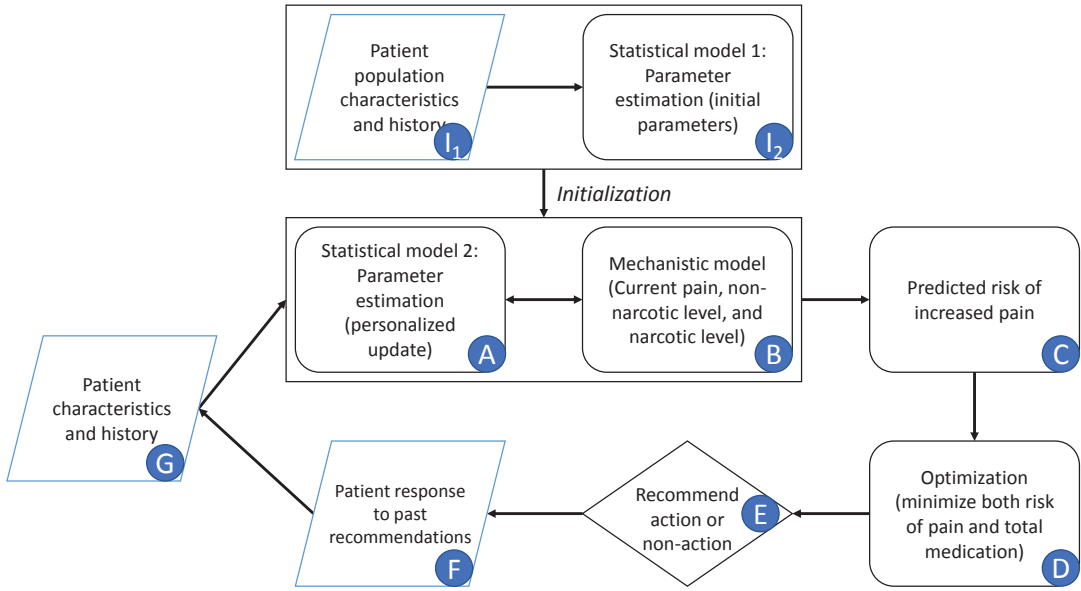 Patient
population
characteristics
and history
I1
Statistical model 1:
Parameter
estimation (initial
parameters)
I2
Initialization
Statistical model 2:
Parameter
estimation
(personalized
update)
A
Mechanistic model
(Current pain, non-
narcotic level, and
narcotic level)
B
Predicted risk of
increased pain
C
Patient
characteristics
and history
G
Patient response
to past
recommendations
F
Recommend
action or
non-action
E
Optimization
(minimize both risk
of pain and total
medication)
D